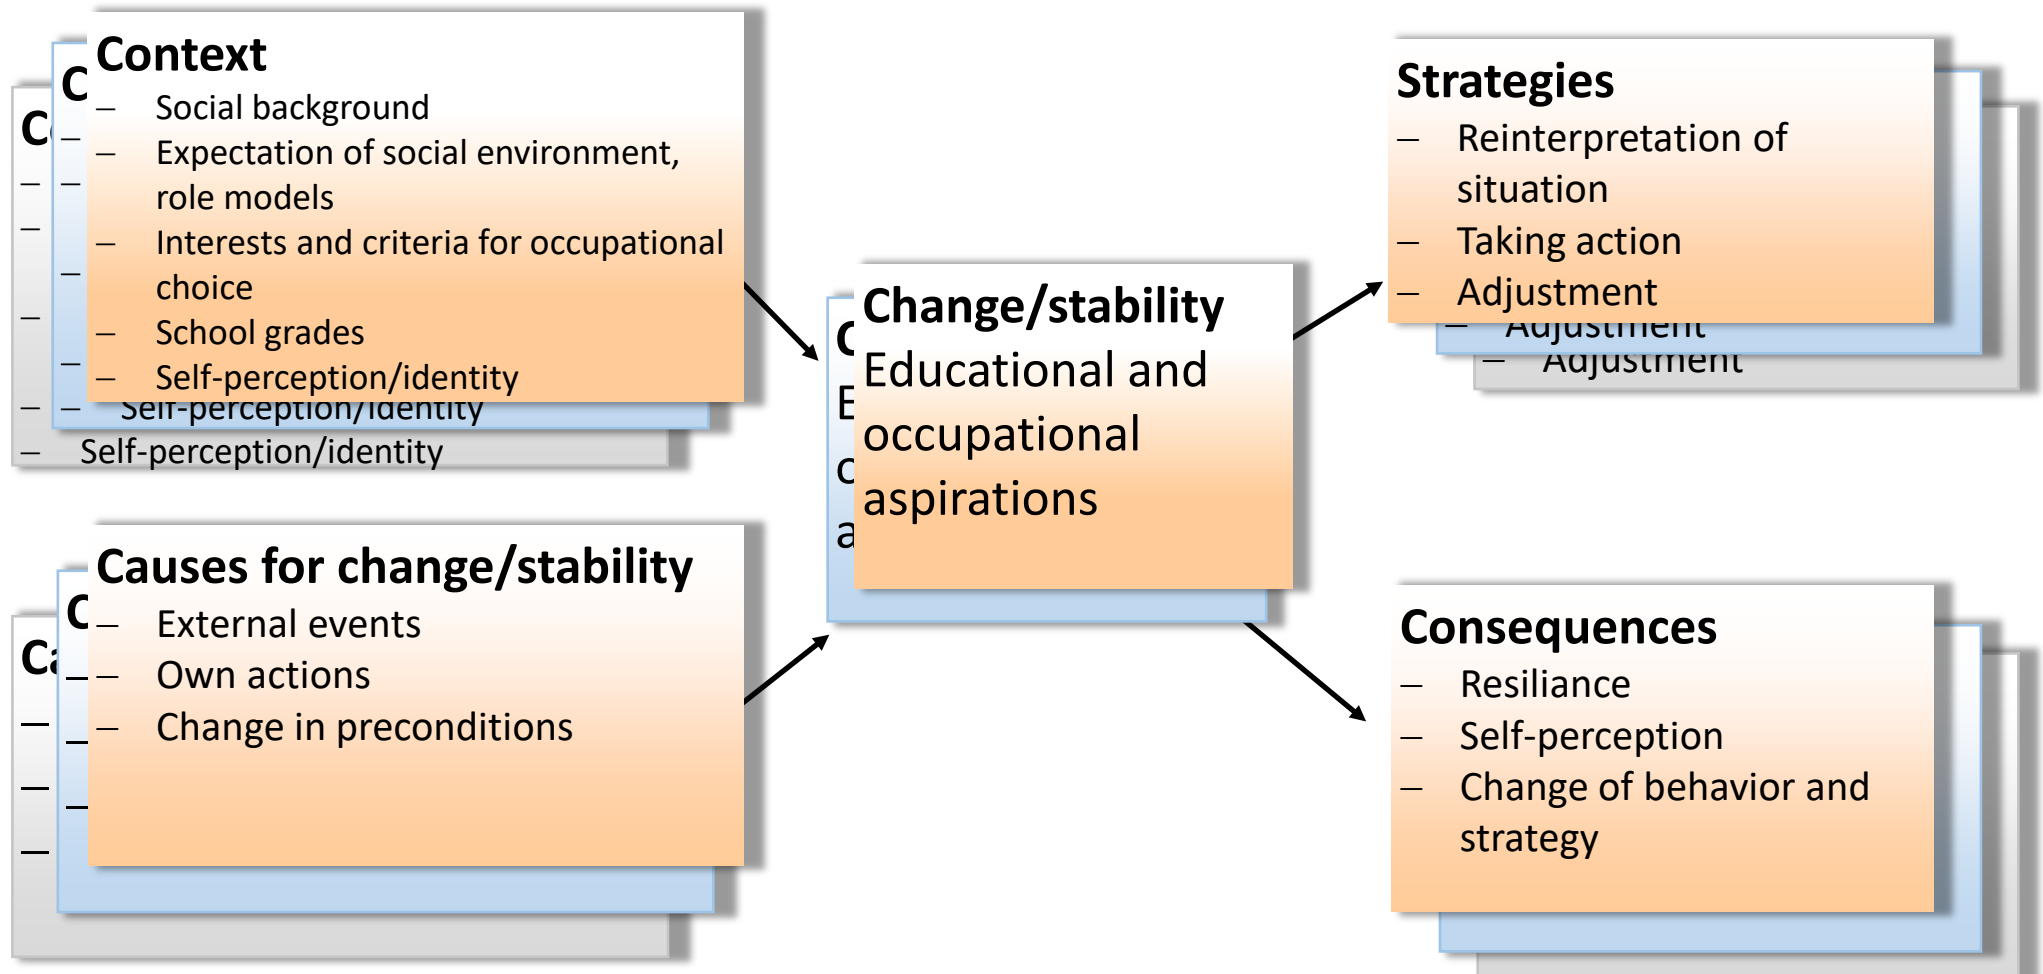 Context
– Social background
– Expectation of social environment,
role models
– Interests and criteria for occupational
choice
– School grades
– Self-perception/identity
– Self-perception/identity
– Self-perception/identity
Causes for change/stability
– External events
– Own actions
– Change in preconditions
Change/stability
Educational and
occupational
aspirations
Strategies
– Reinterpretation of
situation
– Taking action
– Adjustment
– Adjustment
– Adjustment
Consequences
– Resiliance
– Self-perception
– Change of behavior and
strategy